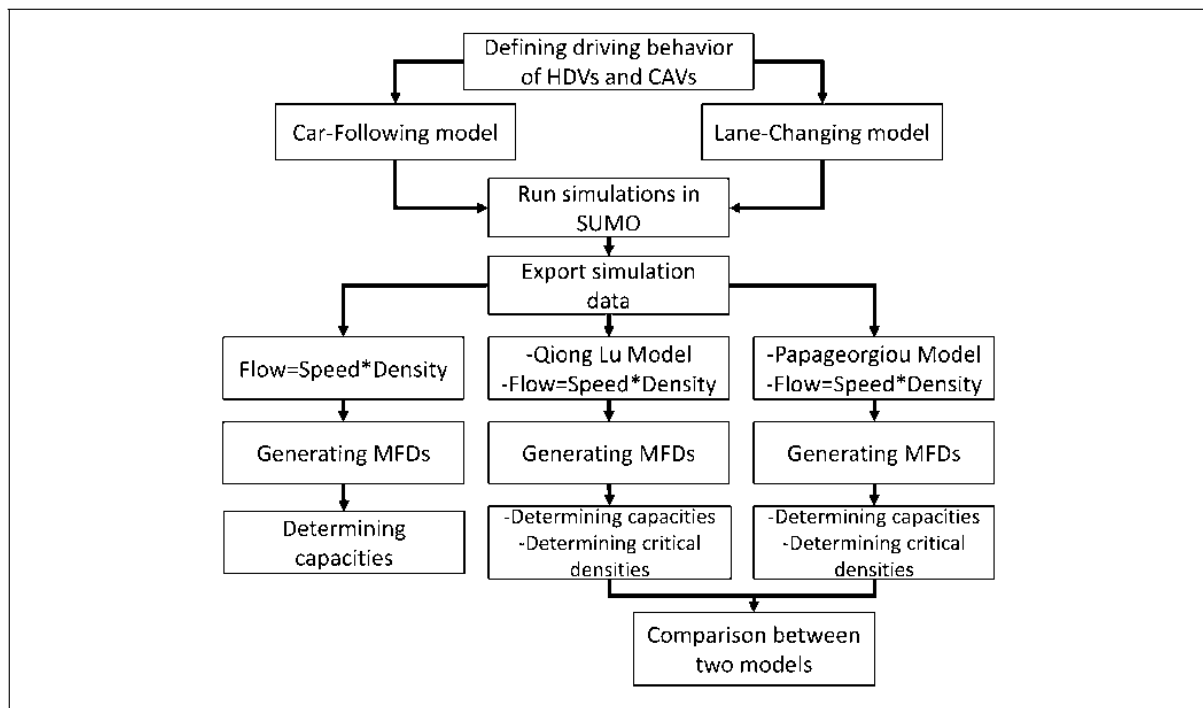 Defining driving behavior
of HDVs and CAVs
Car-Following model
Lane-Changing model
Run simulations in
SUMO
Export simulation
data
Flow=Speed*Density
-Qiong Lu Model
-Flow=Speed*Density
-Papageorgiou Model
-Flow=Speed*Density
Generating MFDs
Generating MFDs
Generating MFDs
Determining
capacities
-Determining capacities
-Determining critical
densities
-Determining capacities
-Determining critical
densities
Comparison between
two models